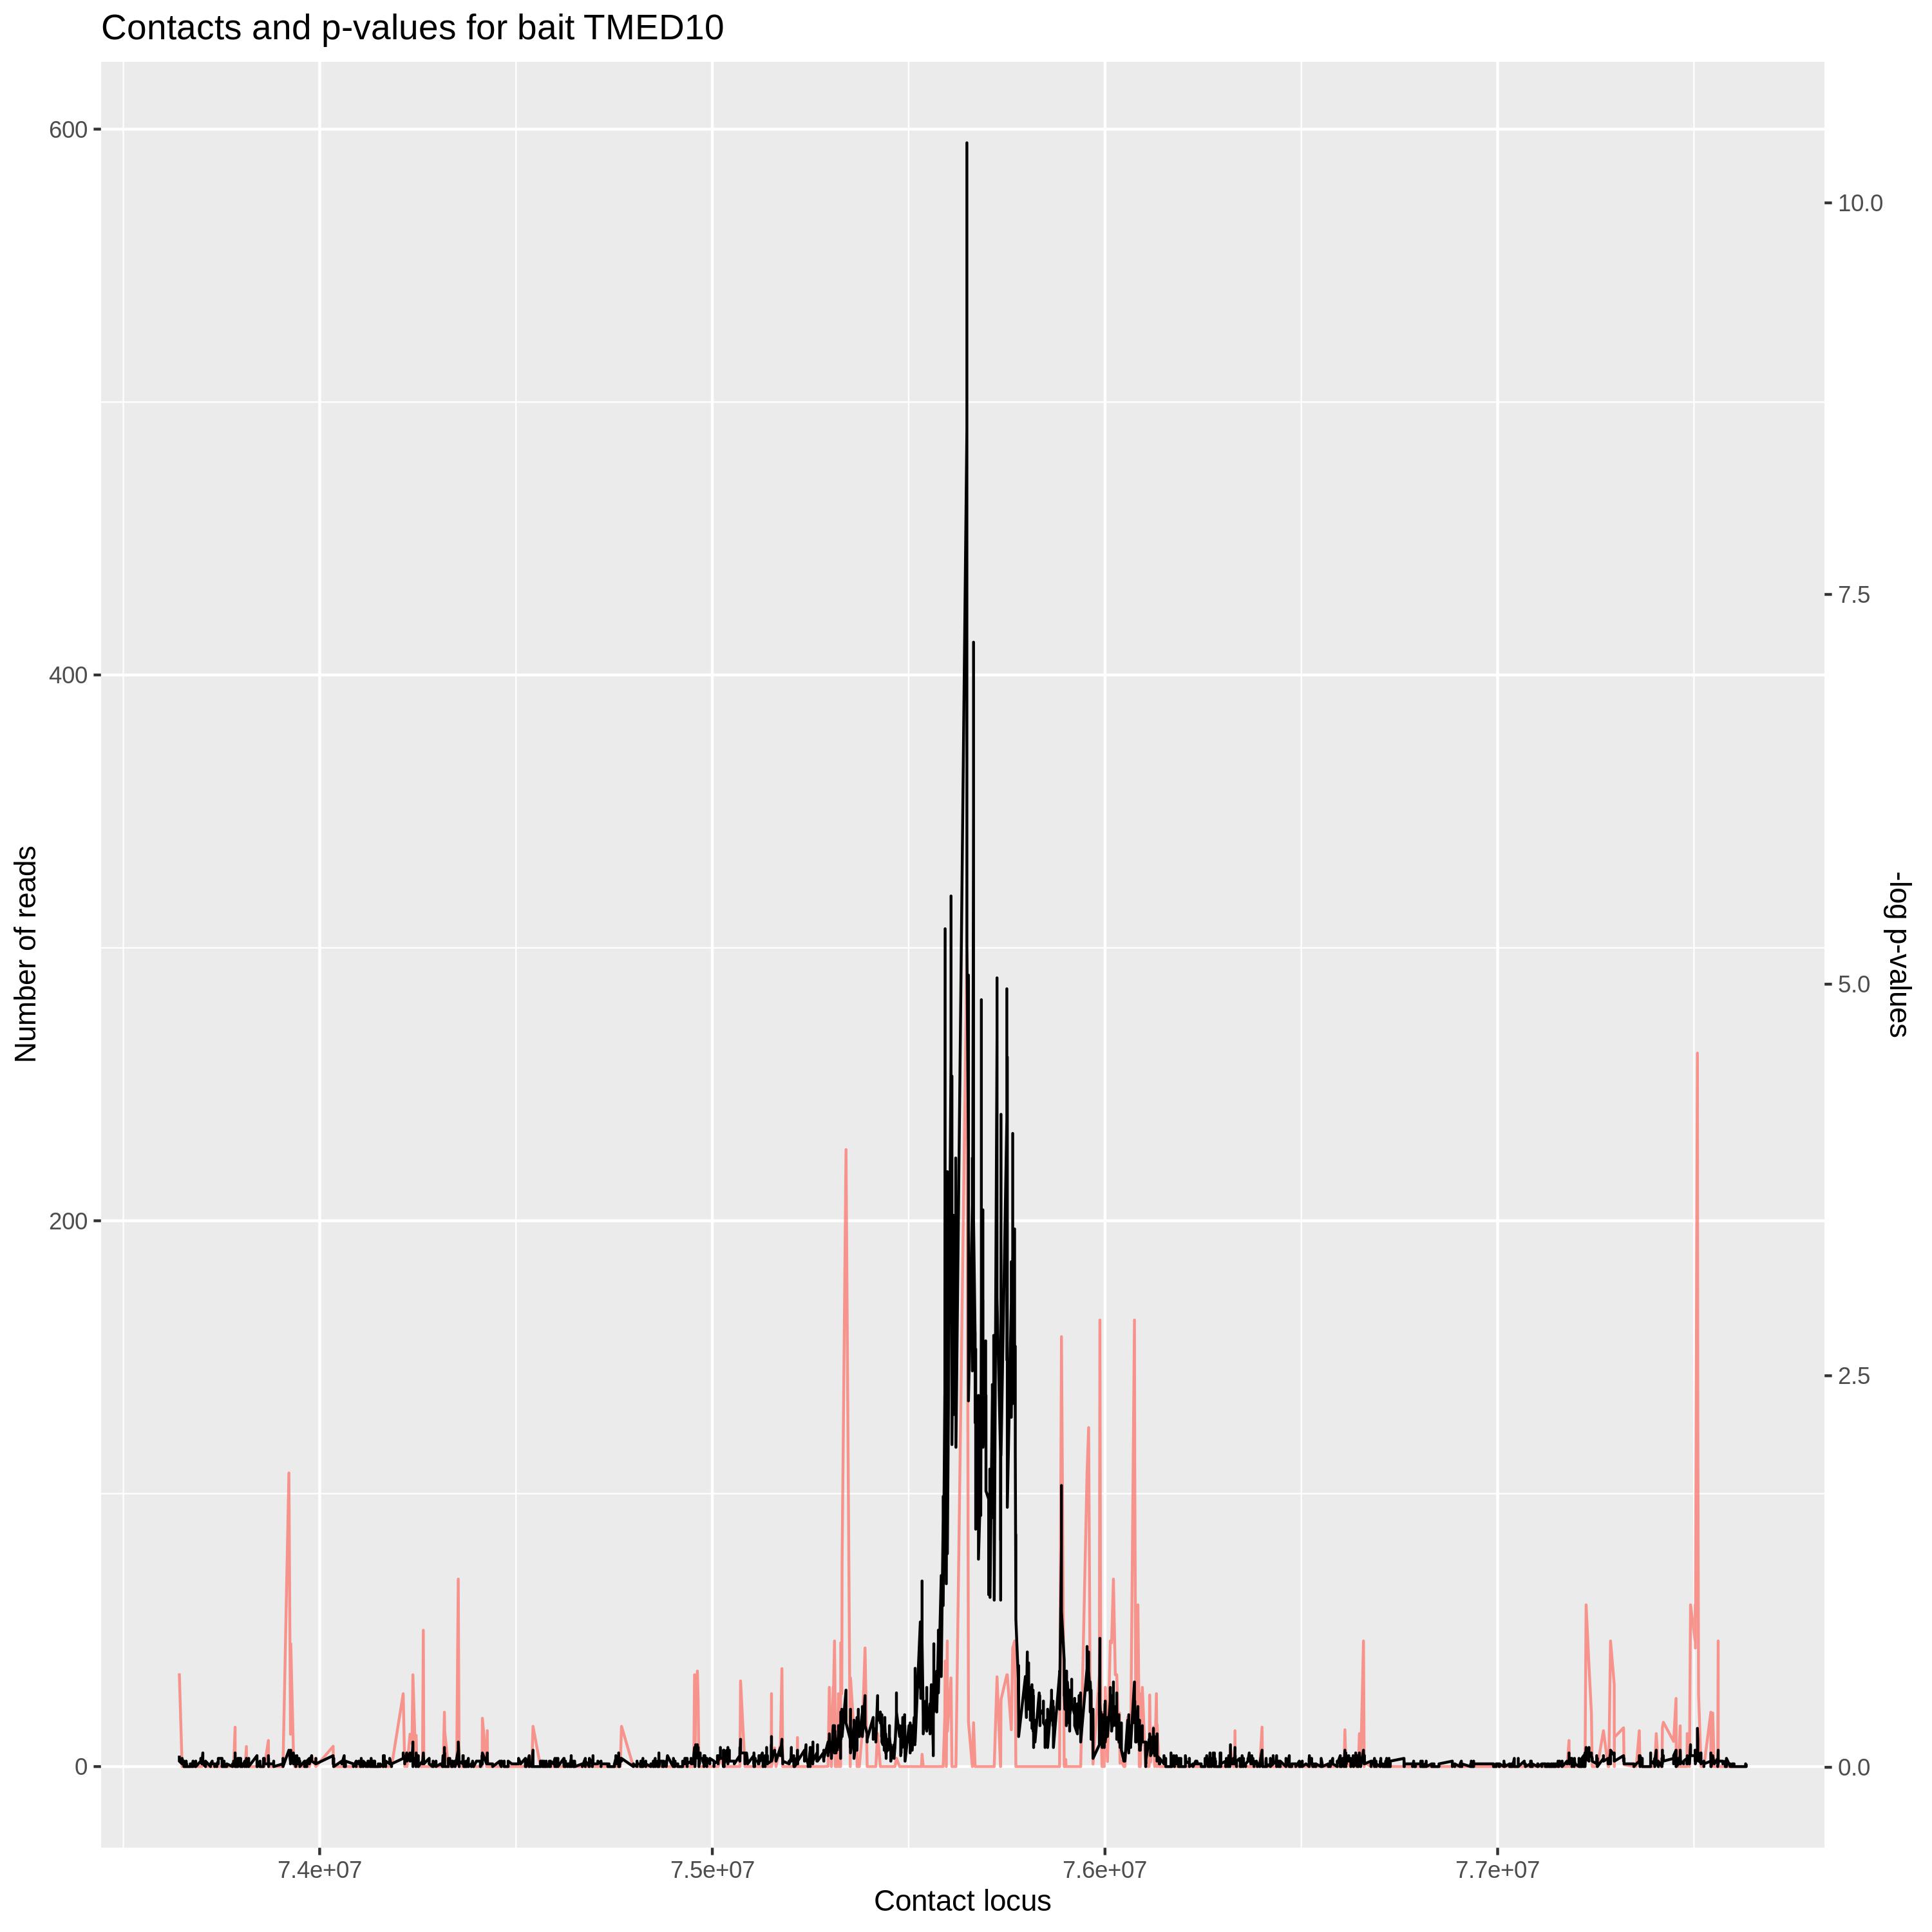 Contacts and p-values for bait TMED10
600
400
200
0
10.0
7.5
5.0
2.5
0.0
Number of reads
-log p-values
7.4e+07
7.5e+07
7.6e+07
7.7e+07
Contact locus